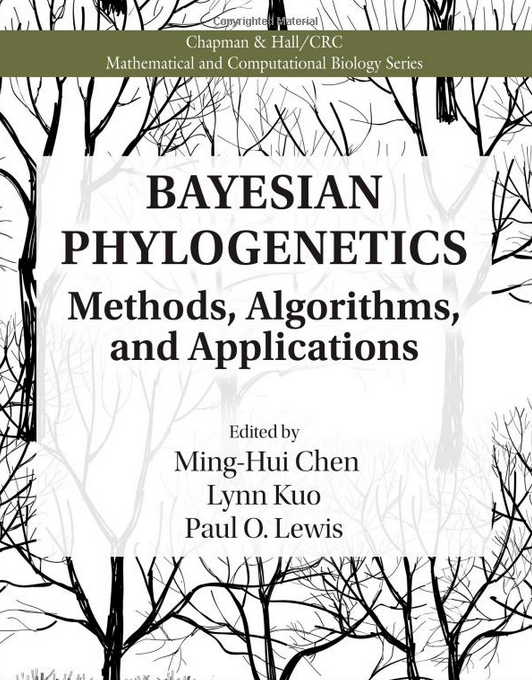 Copyrighted Material
Chapman & Hall/CRC
Mathematical and Computational Biology Series
BAYESIAN
PHYLOGENETICS
Methods, Algorithms,
and Applications
Edited by
Ming-Hui Chen
Lynn Kuo
Paul O. Lewis